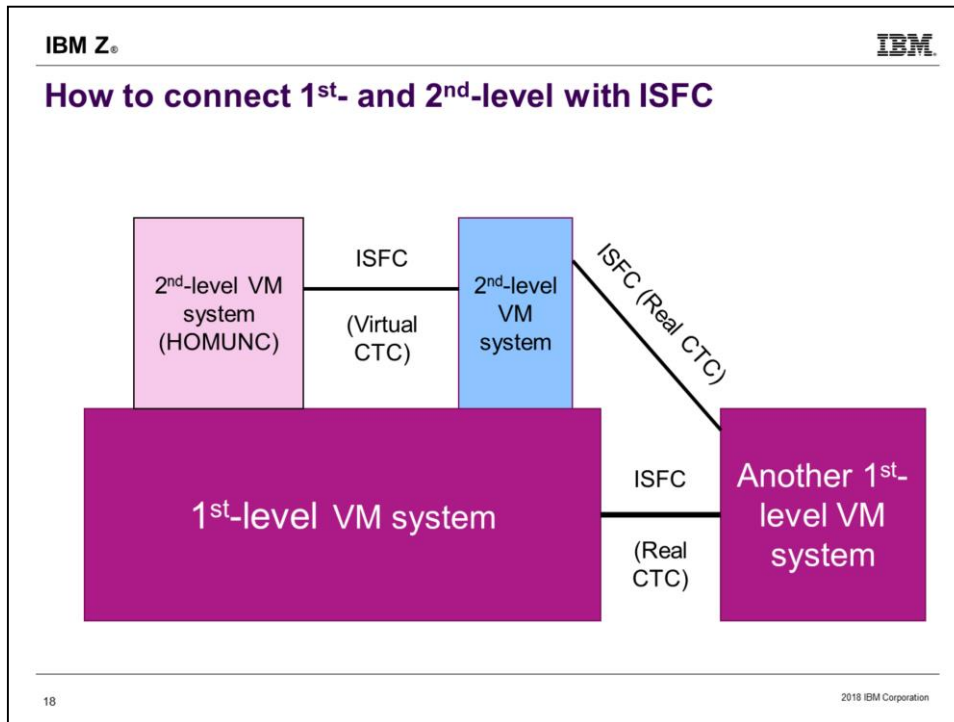 IBM Z®
IBM®
How to connect 1st- and 2nd-level with ISFC
2nd-level VM
system
(HOMUNC)
ISFC
(Virtual
CTC)
2nd-level
VM
system
ISFC (Real CTC)
1st-level VM system
ISFC
(Real
CTC)
Another 1st-
level VM
system
18
2018 IBM Corporation